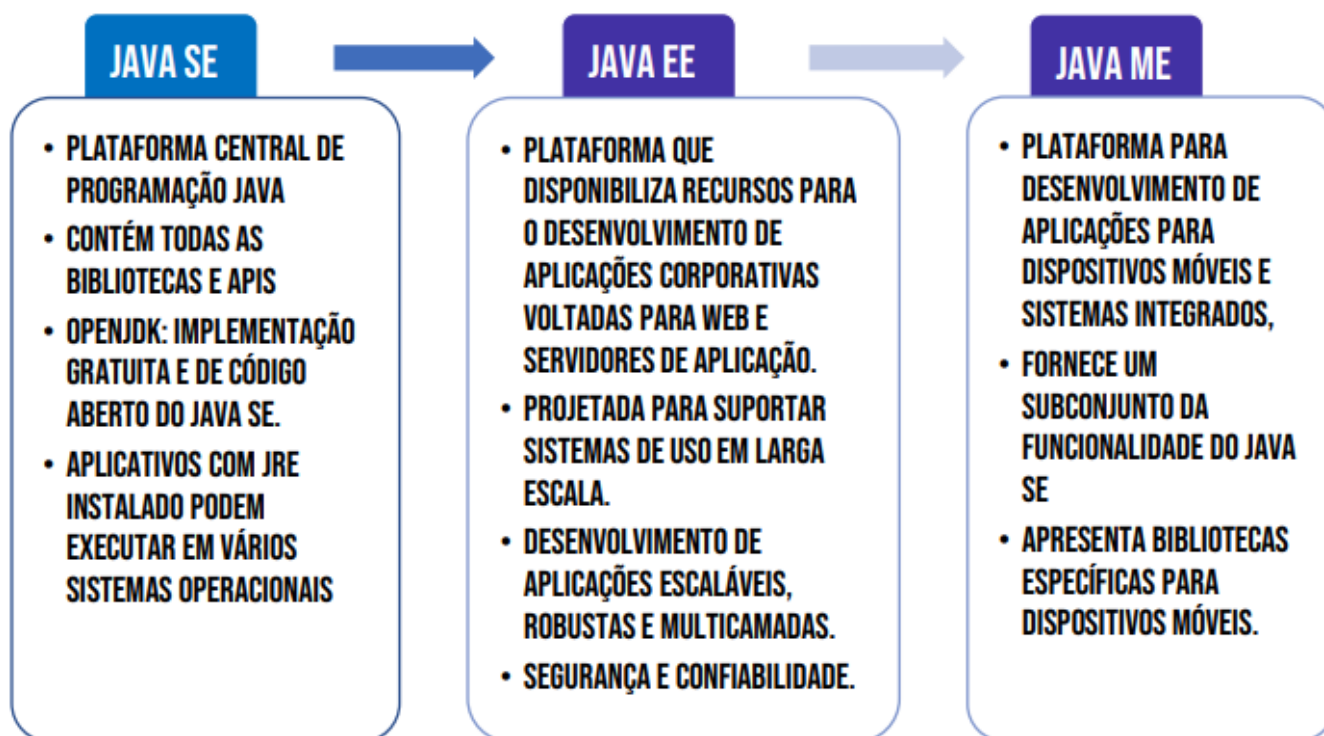 JAVA SE
• PLATAFORMA CENTRAL DE
PROGRAMAÇÃO JAVA
• CONTÉM TODAS AS
BIBLIOTECAS E APIS
• OPENJDK: IMPLEMENTAÇÃO
GRATUITA E DE CÓDIGO
ABERTO DO JAVA SE.
• APLICATIVOS COM JRE
INSTALADO PODEM
EXECUTAR EM VÁRIOS
SISTEMAS OPERACIONAIS
JAVA EE
• PLATAFORMA QUE
DISPONIBILIZA RECURSOS PARA
O DESENVOLVIMENTO DE
APLICAÇÕES CORPORATIVAS
VOLTADAS PARA WEB E
SERVIDORES DE APLICAÇÃO.
• PROJETADA PARA SUPORTAR
SISTEMAS DE USO EM LARGA
ESCALA.
• DESENVOLVIMENTO DE
APLICAÇÕES ESCALÁVEIS,
ROBUSTAS E MULTICAMADAS.
• SEGURANÇA E CONFIABILIDADE.
JAVA ME
• PLATAFORMA PARA
DESENVOLVIMENTO DE
APLICAÇÕES PARA
DISPOSITIVOS MÓVEIS E
SISTEMAS INTEGRADOS,
• FORNECE UM
SUBCONJUNTO DA
FUNCIONALIDADE DO JAVA
SE
• APRESENTA BIBLIOTECAS
ESPECÍFICAS PARA
DISPOSITIVOS MÓVEIS.